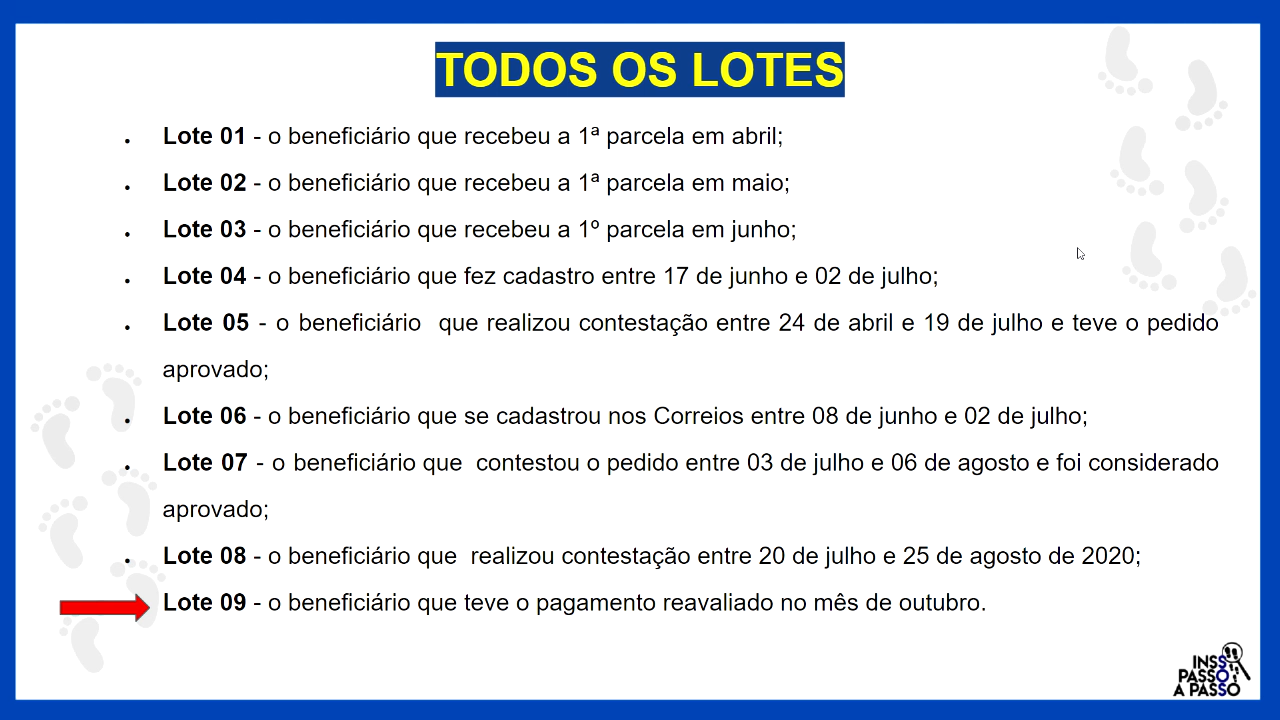 TODOS OS LOTES
Lote 01 - o beneficiário que recebeu a 1ª parcela em abril;
Lote 02 - o beneficiário que recebeu a 1ª parcela em maio;
Lote 03 - o beneficiário que recebeu a 1º parcela em junho;
Lote 04 - o beneficiário que fez cadastro entre 17 de junho e 02 de julho;
Lote 05 - o beneficiário que realizou contestação entre 24 de abril e 19 de julho e teve o pedido
aprovado;
Lote 06 - o beneficiário que se cadastrou nos Correios entre 08 de junho e 02 de julho;
Lote 07 - o beneficiário que contestou o pedido entre 03 de julho e 06 de agosto e foi considerado
aprovado;
Lote 08 - o beneficiário que realizou contestação entre 20 de julho e 25 de agosto de 2020;
Lote 09 - o beneficiário que teve o pagamento reavaliado no mês de outubro.
INSS
PASSO
A PASSO